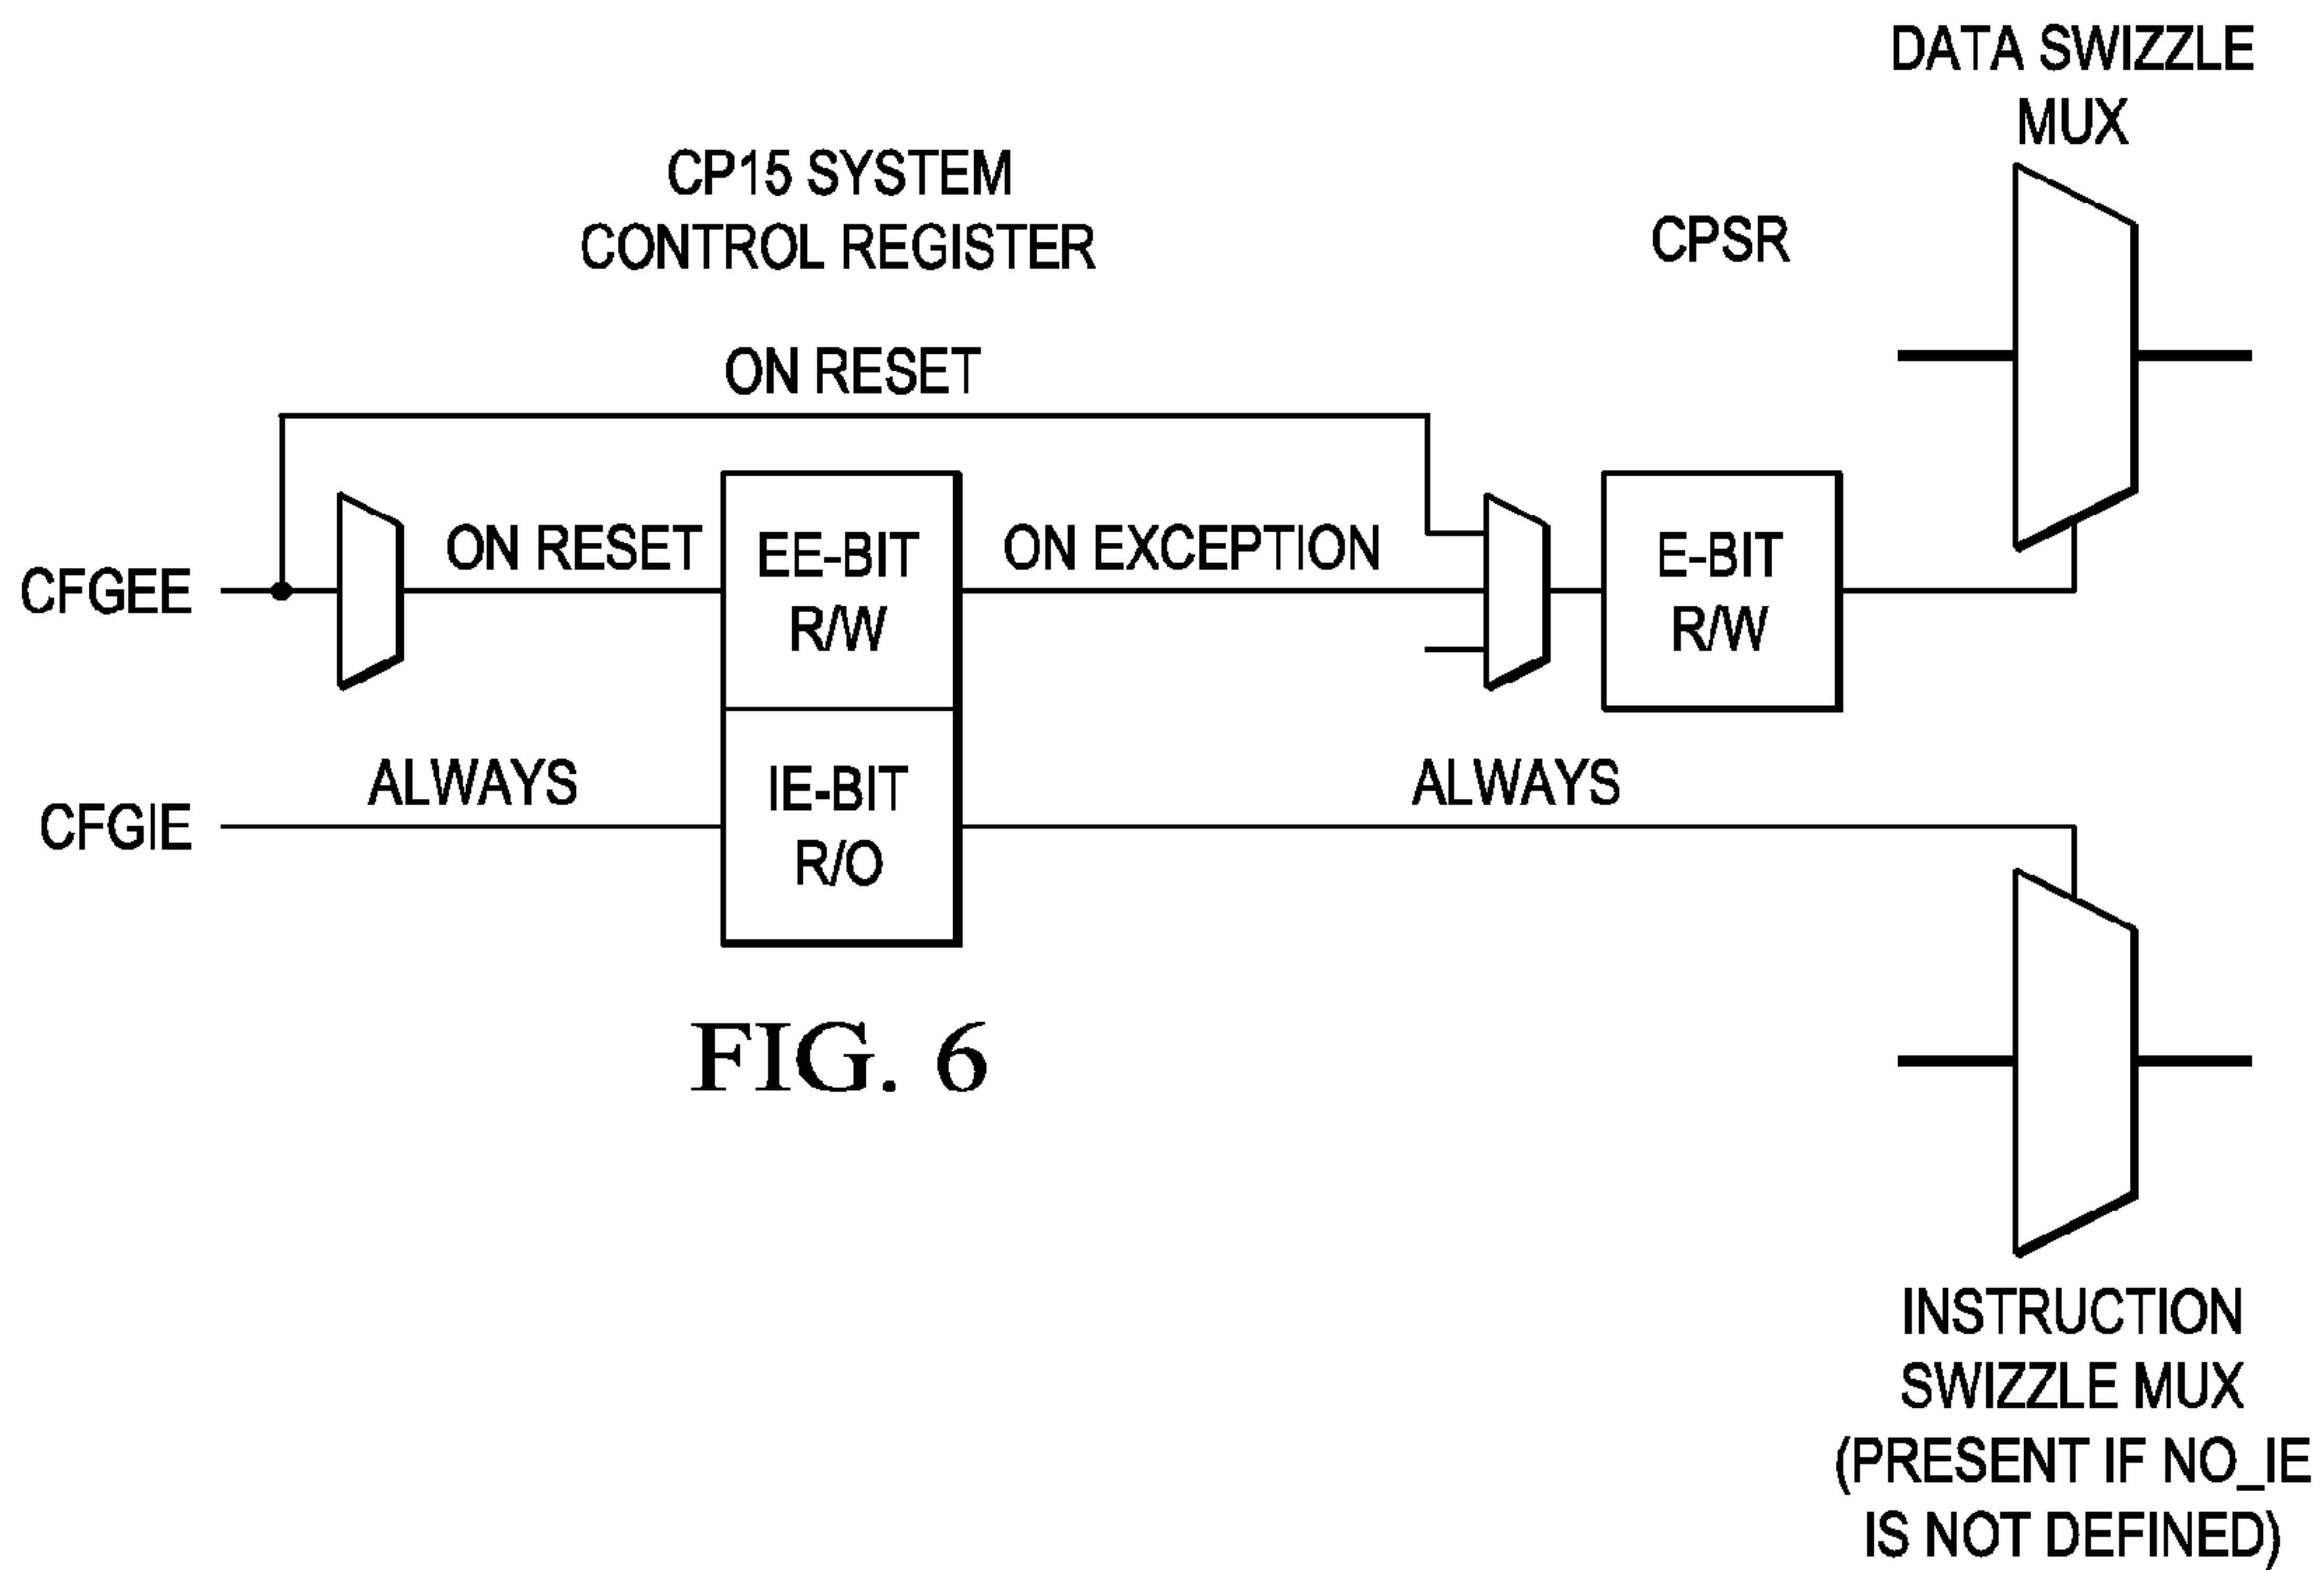 DATA SWIZZLE
MUX
CP15 SYSTEM
CONTROL REGISTER
CPSR
ON RESET
CFGEE
ON RESET
EE-BIT
R/W
ON EXCEPTION
E-BIT
R/W
CFGIE
ALWAYS
IE-BIT
R/O
ALWAYS
FIG. 6
INSTRUCTION
SWIZZLE MUX
(PRESENT IF NO_IE
IS NOT DEFINED)